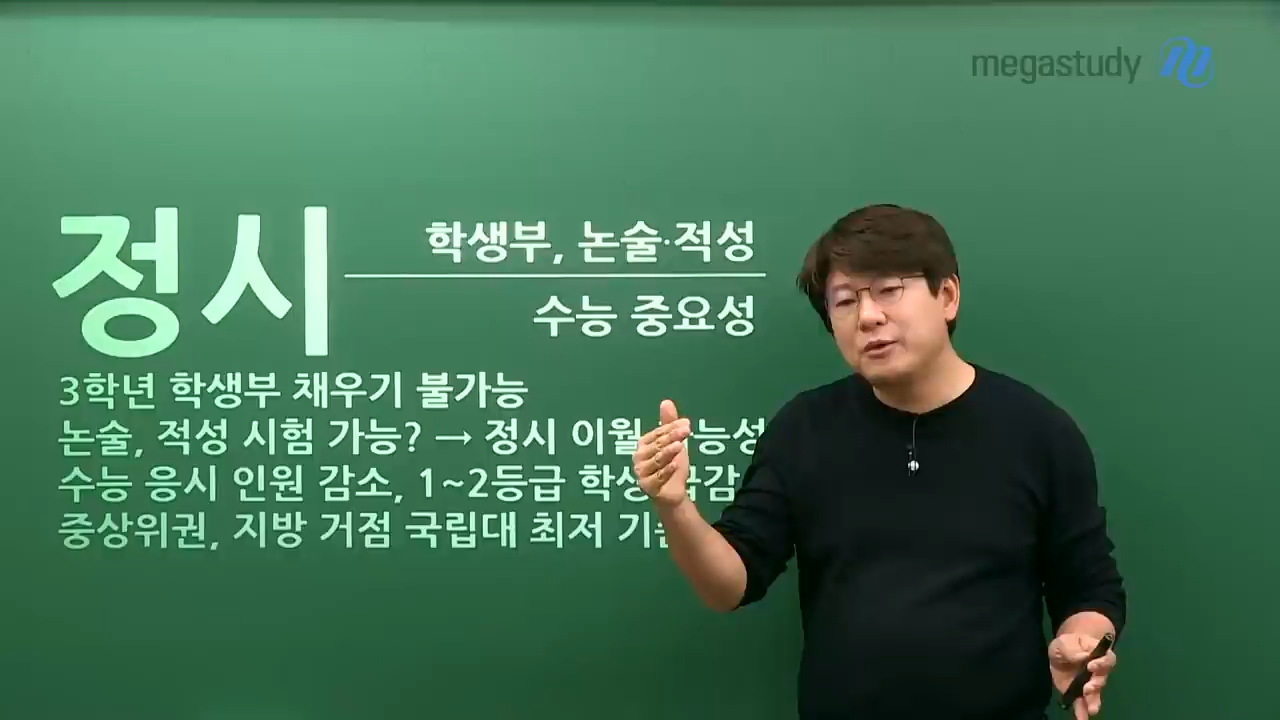 megastudy
정시
학생부, 논술·적성
수능 중요성
3학년 학생부 채우기 불가능
논술, 적성 시험 가능? → 정시 이월
수능 응시 인원 감소, 1~2등급
중상위권, 지방 거점 국립대 최저